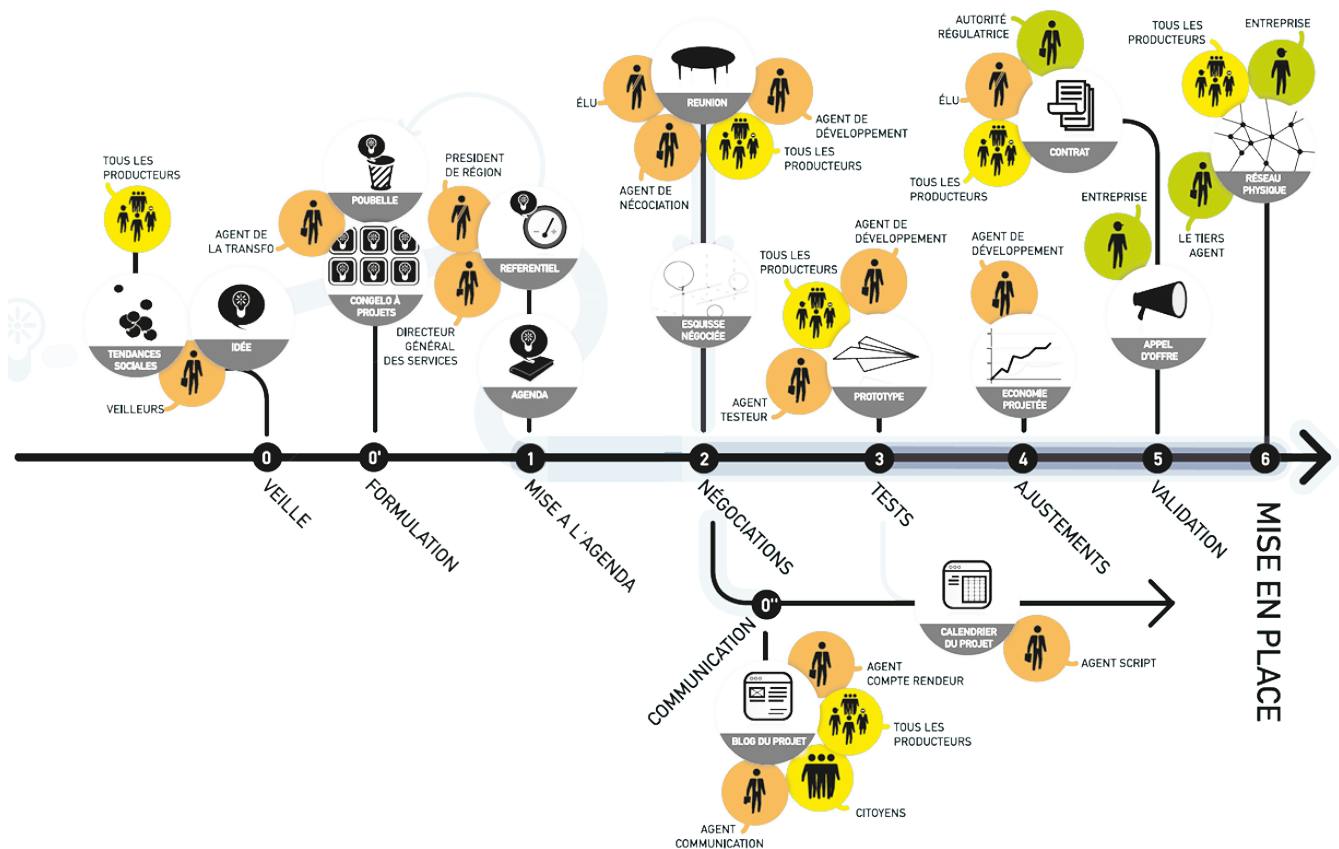 TOUS LES
PRODUCTEURS
TENDANCES
SOCIALES
IDÉE
VEILLEURS
AGENT DE
LA TRANSFO
POUBELLE
CONGELO À
PROJETS
PRESIDENT
DE RÉGION
REFERENTIEL
DIRECTEUR
GÉNÉRAL
DES SERVICES
AGENDA
ÉLU
REUNION
AGENT DE
DÉVELOPPEMENT
TOUS LES
PRODUCTEURS
AGENT DE
NÉCOCIATION
ESQUISSE
NÉGOCIÉE
TOUS LES
PRODUCTEURS
AGENT DE
DÉVELOPPEMENT
AGENT
TESTEUR
PROTOTYPE
AGENT DE
DÉVELOPPEMENT
ECONOMIE
PROJETÉE
AUTORITÉ
RÉGULATRICE
ÉLU
TOUS LES
PRODUCTEURS
CONTRAT
ENTREPRISE
APPEL
D'OFFRE
TOUS LES
PRODUCTEURS
ENTREPRISE
RÉSEAU
PHYSIQUE
LE TIERS
AGENT
0
VEILLE
0'
FORMULATION
1
MISE A L'AGENDA
2
NÉGOCIATIONS
3
TESTS
4
AJUSTEMENTS
5
VALIDATION
6
MISE EN PLACE
0''
COMMUNICATION
CALENDRIER
DU PROJET
AGENT SCRIPT
AGENT
COMPTE RENDEUR
BLOG DU PROJET
TOUS LES
PRODUCTEURS
CITOYENS
AGENT
COMMUNICATION